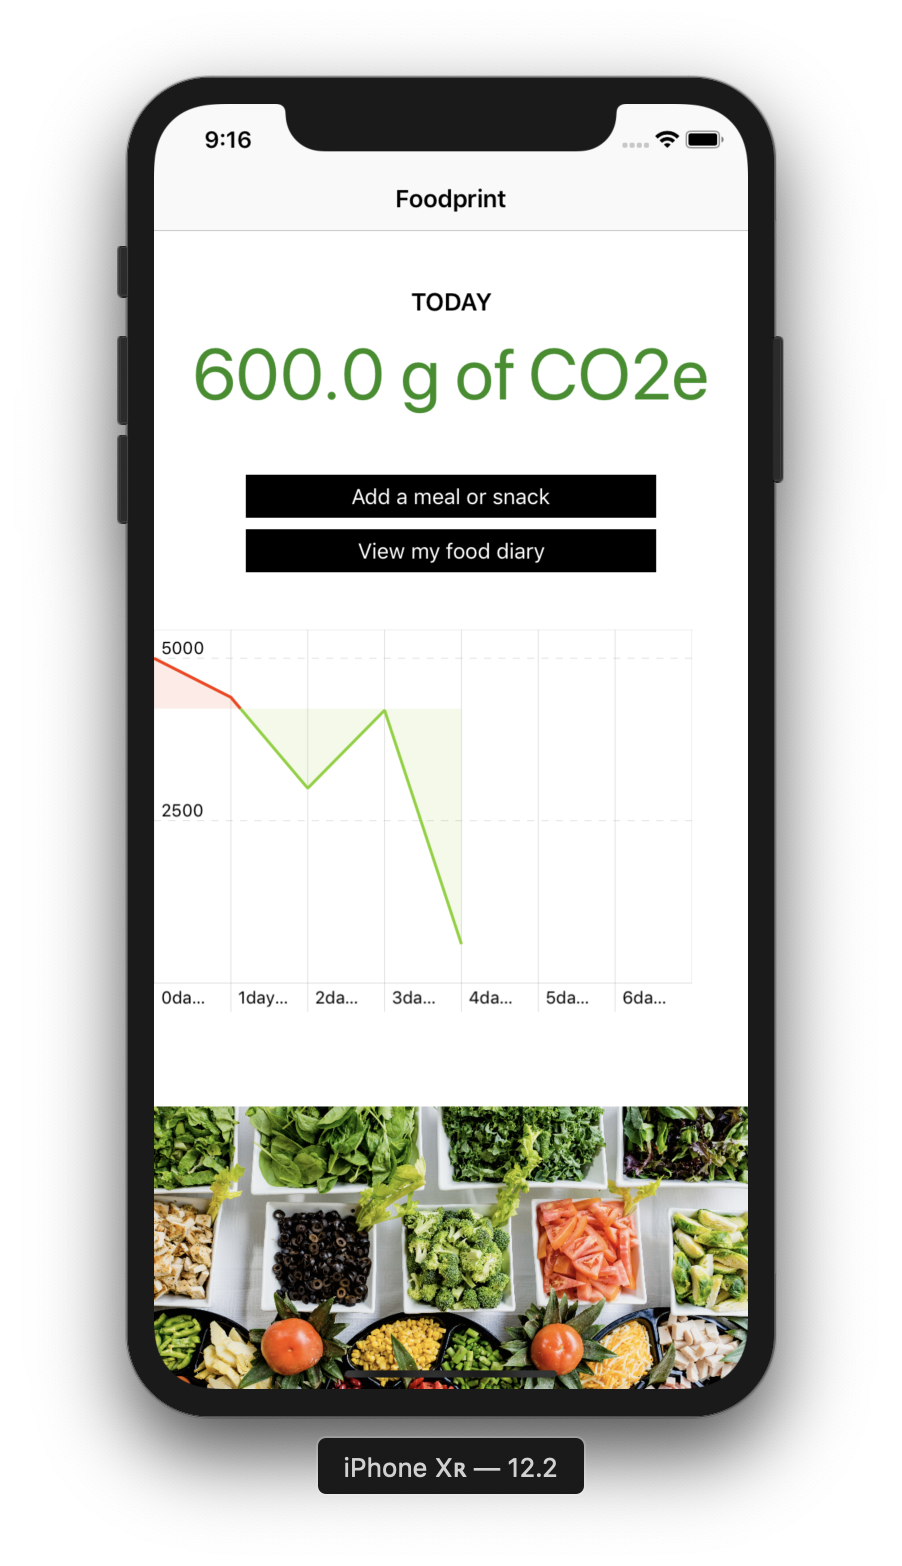 9:16
Foodprint
TODAY
600.0 g of CO2e
Add a meal or snack
View my food diary
5000
2500
0da... 1day... 2da... 3da... 4da... 5da... 6da...
iPhone XR — 12.2